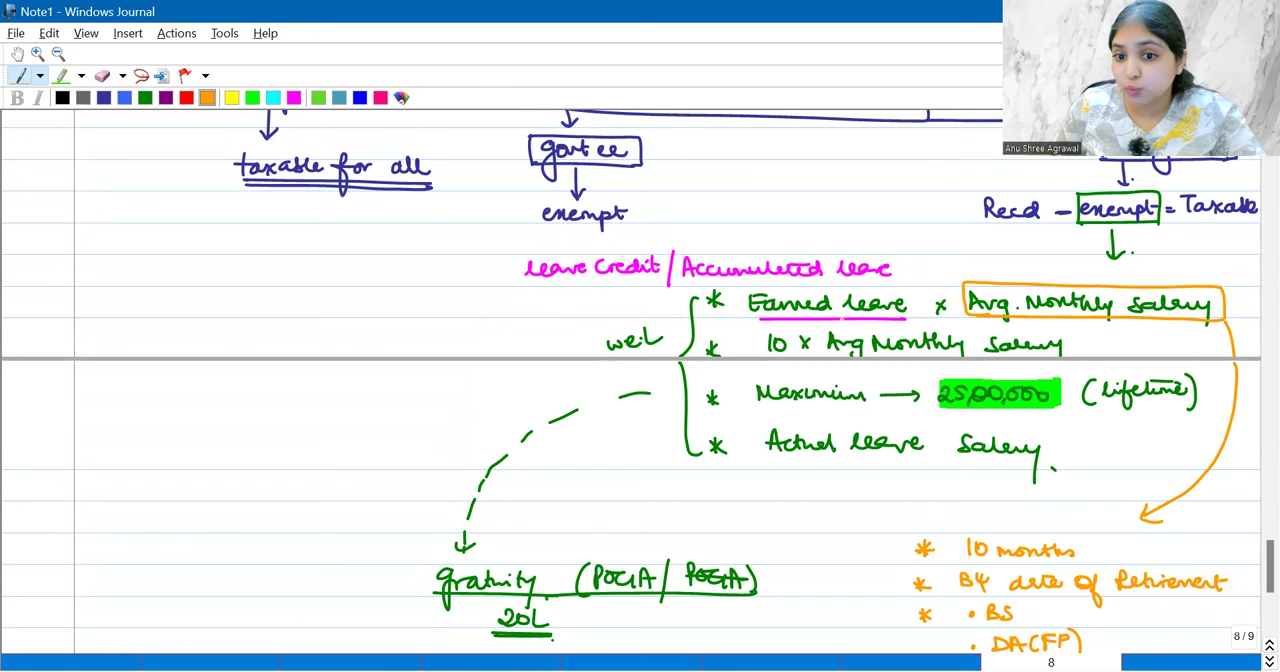 Note1 - Windows Journal
File Edit View Insert Actions Tools Help
B I
Anu Shree Agrawal
govt ee
taxable for all
exempt
Recd - exempt = Taxable
leave Credit / Accumulated leave
* Earned leave x Avg. Monthly Salary
w.e.l
* 10 x Avg Monthly Salary
* Maximum → 25,00,000 (lifetime)
* Actual leave Salary.
* 10 months
gratuity (POGA / POGA)
* B4 date of Retirement
20L
* • BS
• DA (FP)
8/9
8